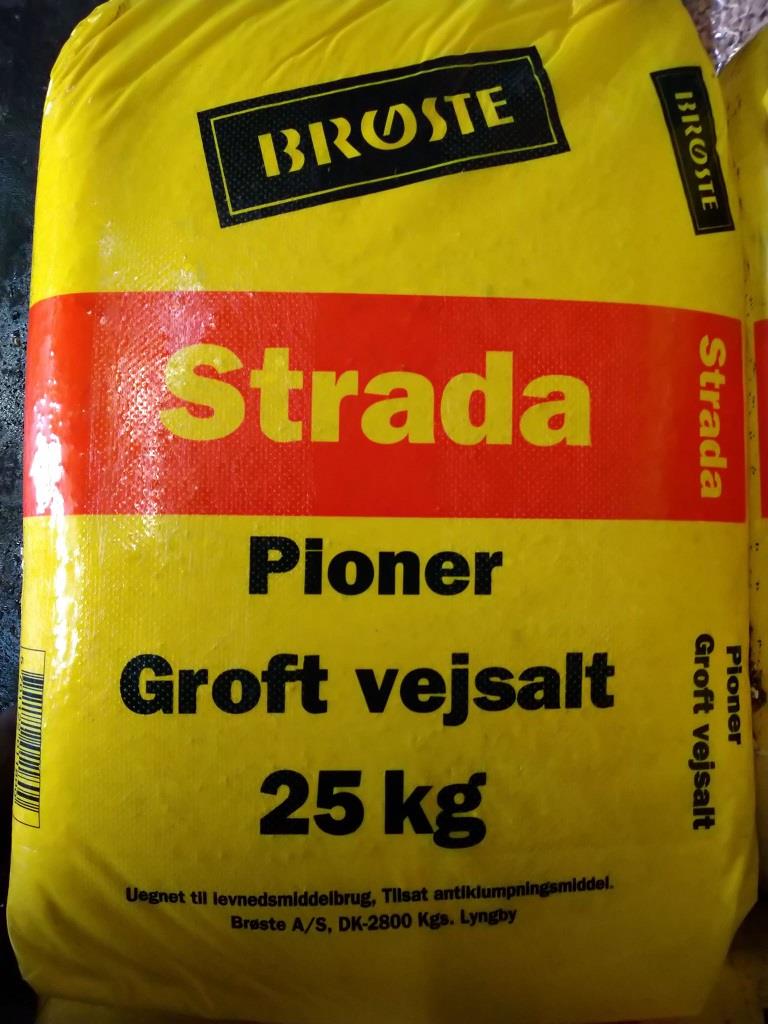 BRØSTE
BRØSTE
Strada
Strada
Pioner
Groft vejsalt
25 kg
Pioner
Groft vejsalt
Uegnet til levnedsmiddelbrug, Tilsat antiklumpningsmiddel.
Brøste A/S, DK-2800 Kgs. Lyngby